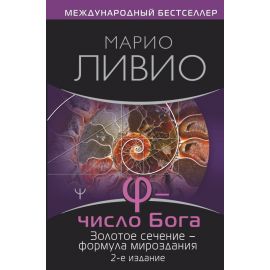 МЕЖДУНАРОДНЫЙ БЕСТСЕЛЛЕР
МАРИО
ЛИВИО
φ–
число Бога
Золотое сечение –
формула мироздания
2-е издание